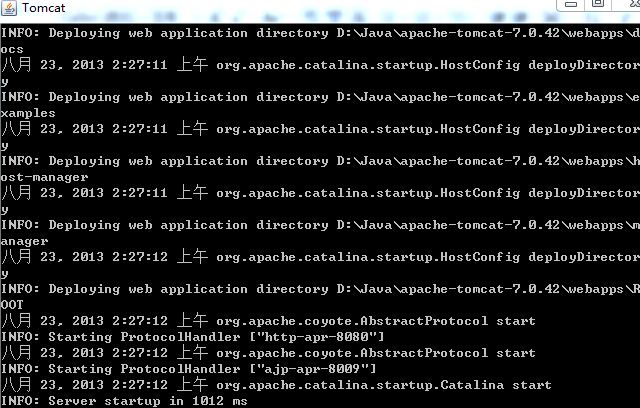 Tomcat
INFO: Deploying web application directory D:\Java\apache-tomcat-7.0.42\webapps\d
ocs
八月 23, 2013 2:27:11 上午 org.apache.catalina.startup.HostConfig deployDirector
y
INFO: Deploying web application directory D:\Java\apache-tomcat-7.0.42\webapps\e
xamples
八月 23, 2013 2:27:11 上午 org.apache.catalina.startup.HostConfig deployDirector
y
INFO: Deploying web application directory D:\Java\apache-tomcat-7.0.42\webapps\h
ost-manager
八月 23, 2013 2:27:11 上午 org.apache.catalina.startup.HostConfig deployDirector
y
INFO: Deploying web application directory D:\Java\apache-tomcat-7.0.42\webapps\m
anager
八月 23, 2013 2:27:12 上午 org.apache.catalina.startup.HostConfig deployDirector
y
INFO: Deploying web application directory D:\Java\apache-tomcat-7.0.42\webapps\R
OOT
八月 23, 2013 2:27:12 上午 org.apache.coyote.AbstractProtocol start
INFO: Starting ProtocolHandler ["http-apr-8080"]
八月 23, 2013 2:27:12 上午 org.apache.coyote.AbstractProtocol start
INFO: Starting ProtocolHandler ["ajp-apr-8009"]
八月 23, 2013 2:27:12 上午 org.apache.catalina.startup.Catalina start
INFO: Server startup in 1012 ms